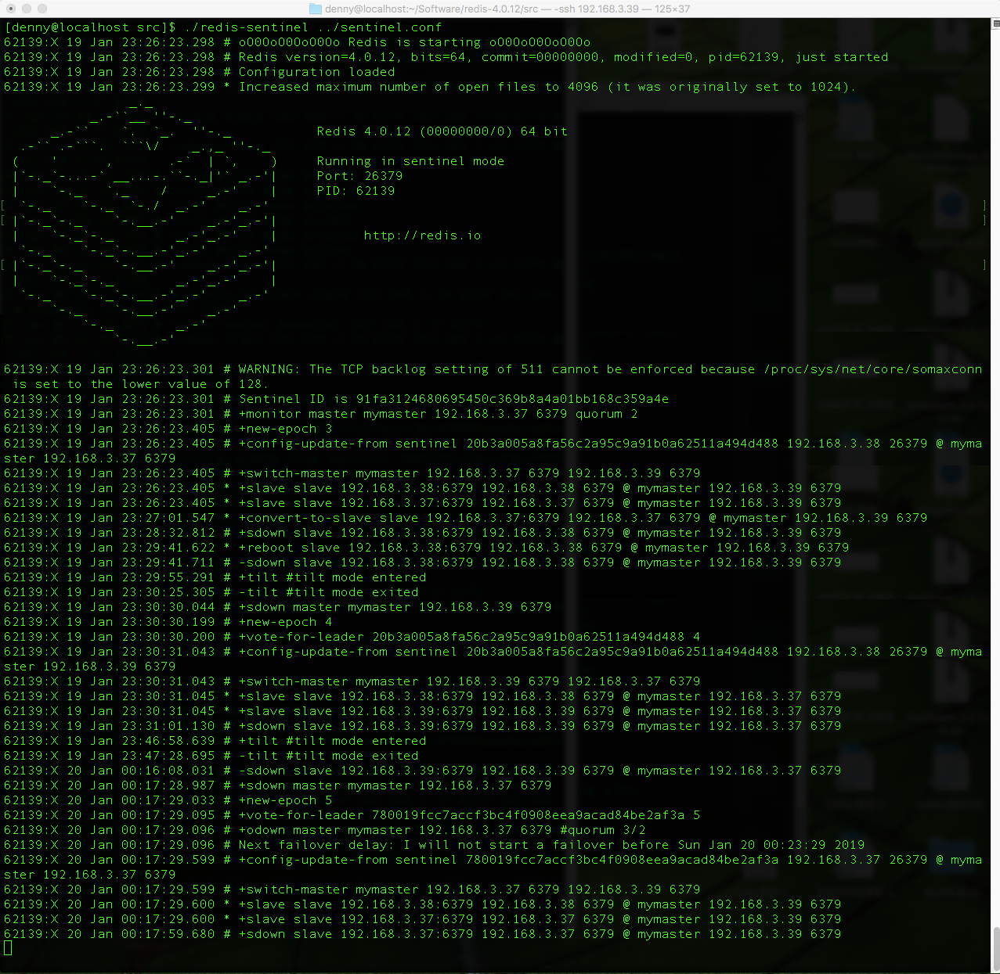 denny@localhost:~/Software/redis-4.0.12/src — -ssh 192.168.3.39 — 125×37
[denny@localhost src]$ ./redis-sentinel ../sentinel.conf
62139:X 19 Jan 23:26:23.298 # oO0OoO0OoO0Oo Redis is starting oO0OoO0OoO0Oo
62139:X 19 Jan 23:26:23.298 # Redis version=4.0.12, bits=64, commit=00000000, modified=0, pid=62139, just started
62139:X 19 Jan 23:26:23.298 # Configuration loaded
62139:X 19 Jan 23:26:23.299 * Increased maximum number of open files to 4096 (it was originally set to 1024).
Redis 4.0.12 (00000000/0) 64 bit
Running in sentinel mode
Port: 26379
PID: 62139
http://redis.io
62139:X 19 Jan 23:26:23.301 # WARNING: The TCP backlog setting of 511 cannot be enforced because /proc/sys/net/core/somaxconn
is set to the lower value of 128.
62139:X 19 Jan 23:26:23.301 # Sentinel ID is 91fa3124680695450c369b8a4a01bb168c359a4e
62139:X 19 Jan 23:26:23.301 # +monitor master mymaster 192.168.3.37 6379 quorum 2
62139:X 19 Jan 23:26:23.405 # +new-epoch 3
62139:X 19 Jan 23:26:23.405 # +config-update-from sentinel 20b3a005a8fa56c2a95c9a91b0a62511a494d488 192.168.3.38 26379 @ myma
ster 192.168.3.37 6379
62139:X 19 Jan 23:26:23.405 # +switch-master mymaster 192.168.3.37 6379 192.168.3.39 6379
62139:X 19 Jan 23:26:23.405 * +slave slave 192.168.3.38:6379 192.168.3.38 6379 @ mymaster 192.168.3.39 6379
62139:X 19 Jan 23:26:23.405 * +slave slave 192.168.3.37:6379 192.168.3.37 6379 @ mymaster 192.168.3.39 6379
62139:X 19 Jan 23:27:01.547 * +convert-to-slave slave 192.168.3.37:6379 192.168.3.37 6379 @ mymaster 192.168.3.39 6379
62139:X 19 Jan 23:28:32.812 # +sdown slave 192.168.3.38:6379 192.168.3.38 6379 @ mymaster 192.168.3.39 6379
62139:X 19 Jan 23:29:41.622 * +reboot slave 192.168.3.38:6379 192.168.3.38 6379 @ mymaster 192.168.3.39 6379
62139:X 19 Jan 23:29:41.711 # -sdown slave 192.168.3.38:6379 192.168.3.38 6379 @ mymaster 192.168.3.39 6379
62139:X 19 Jan 23:29:55.291 # +tilt #tilt mode entered
62139:X 19 Jan 23:30:25.305 # -tilt #tilt mode exited
62139:X 19 Jan 23:30:30.044 # +sdown master mymaster 192.168.3.39 6379
62139:X 19 Jan 23:30:30.199 # +new-epoch 4
62139:X 19 Jan 23:30:30.200 # +vote-for-leader 20b3a005a8fa56c2a95c9a91b0a62511a494d488 4
62139:X 19 Jan 23:30:31.043 # +config-update-from sentinel 20b3a005a8fa56c2a95c9a91b0a62511a494d488 192.168.3.38 26379 @ myma
ster 192.168.3.39 6379
62139:X 19 Jan 23:30:31.043 # +switch-master mymaster 192.168.3.39 6379 192.168.3.37 6379
62139:X 19 Jan 23:30:31.045 * +slave slave 192.168.3.38:6379 192.168.3.38 6379 @ mymaster 192.168.3.37 6379
62139:X 19 Jan 23:30:31.045 * +slave slave 192.168.3.39:6379 192.168.3.39 6379 @ mymaster 192.168.3.37 6379
62139:X 19 Jan 23:31:01.130 # +sdown slave 192.168.3.39:6379 192.168.3.39 6379 @ mymaster 192.168.3.37 6379
62139:X 19 Jan 23:46:58.639 # +tilt #tilt mode entered
62139:X 19 Jan 23:47:28.695 # -tilt #tilt mode exited
62139:X 20 Jan 00:16:08.031 # -sdown slave 192.168.3.39:6379 192.168.3.39 6379 @ mymaster 192.168.3.37 6379
62139:X 20 Jan 00:17:28.987 # +sdown master mymaster 192.168.3.37 6379
62139:X 20 Jan 00:17:29.033 # +new-epoch 5
62139:X 20 Jan 00:17:29.095 # +vote-for-leader 780019fcc7accf3bc4f0908eea9acad84be2af3a 5
62139:X 20 Jan 00:17:29.096 # +odown master mymaster 192.168.3.37 6379 #quorum 3/2
62139:X 20 Jan 00:17:29.096 # Next failover delay: I will not start a failover before Sun Jan 20 00:23:29 2019
62139:X 20 Jan 00:17:29.599 # +config-update-from sentinel 780019fcc7accf3bc4f0908eea9acad84be2af3a 192.168.3.37 26379 @ myma
ster 192.168.3.37 6379
62139:X 20 Jan 00:17:29.599 # +switch-master mymaster 192.168.3.37 6379 192.168.3.39 6379
62139:X 20 Jan 00:17:29.600 * +slave slave 192.168.3.38:6379 192.168.3.38 6379 @ mymaster 192.168.3.39 6379
62139:X 20 Jan 00:17:29.600 * +slave slave 192.168.3.37:6379 192.168.3.37 6379 @ mymaster 192.168.3.39 6379
62139:X 20 Jan 00:17:59.680 # +sdown slave 192.168.3.37:6379 192.168.3.37 6379 @ mymaster 192.168.3.39 6379